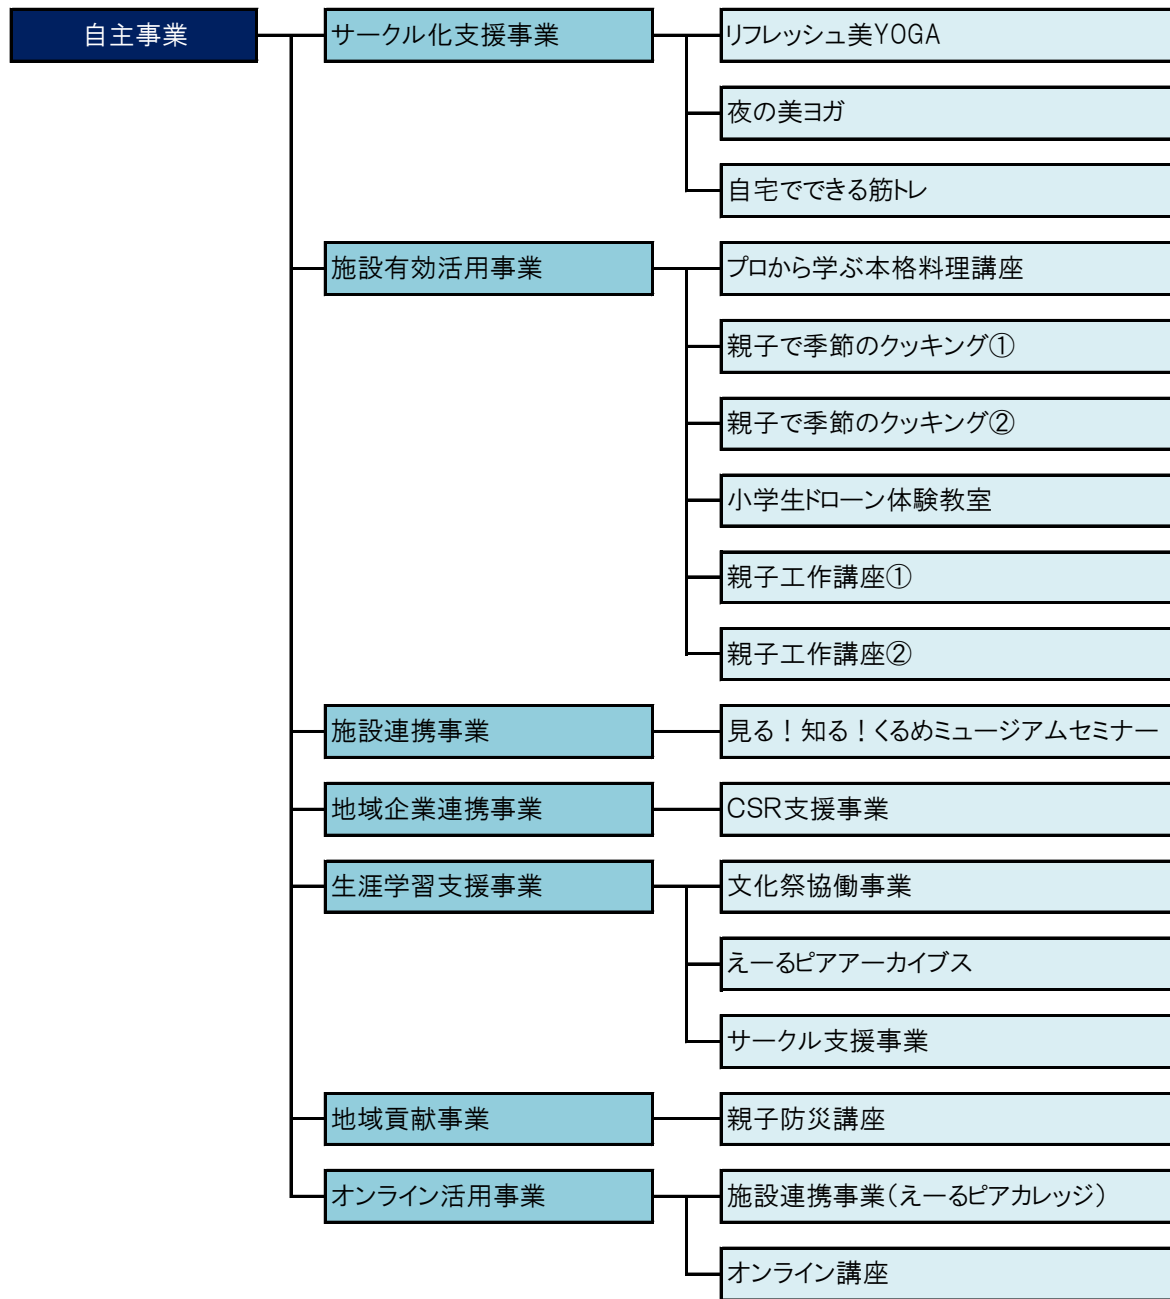 自主事業
サークル化支援事業
リフレッシュ美YOGA
夜の美ヨガ
自宅でできる筋トレ
施設有効活用事業
プロから学ぶ本格料理講座
親子で季節のクッキング①
親子で季節のクッキング②
小学生ドローン体験教室
親子工作講座①
親子工作講座②
施設連携事業
見る！知る！くるめミュージアムセミナー
地域企業連携事業
CSR支援事業
生涯学習支援事業
文化祭協働事業
えーるピアアーカイブス
サークル支援事業
地域貢献事業
親子防災講座
オンライン活用事業
施設連携事業（えーるピアカレッジ）
オンライン講座